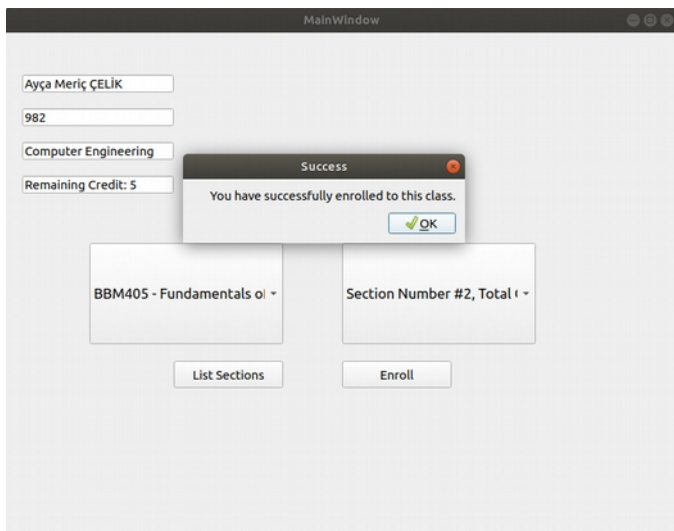 MainWindow
Ayça Meriç ÇELİK
982
Computer Engineering
Remaining Credit: 5
Success
You have successfully enrolled to this class.
OK
BBM405 - Fundamentals of
Section Number #2, Total
List Sections
Enroll